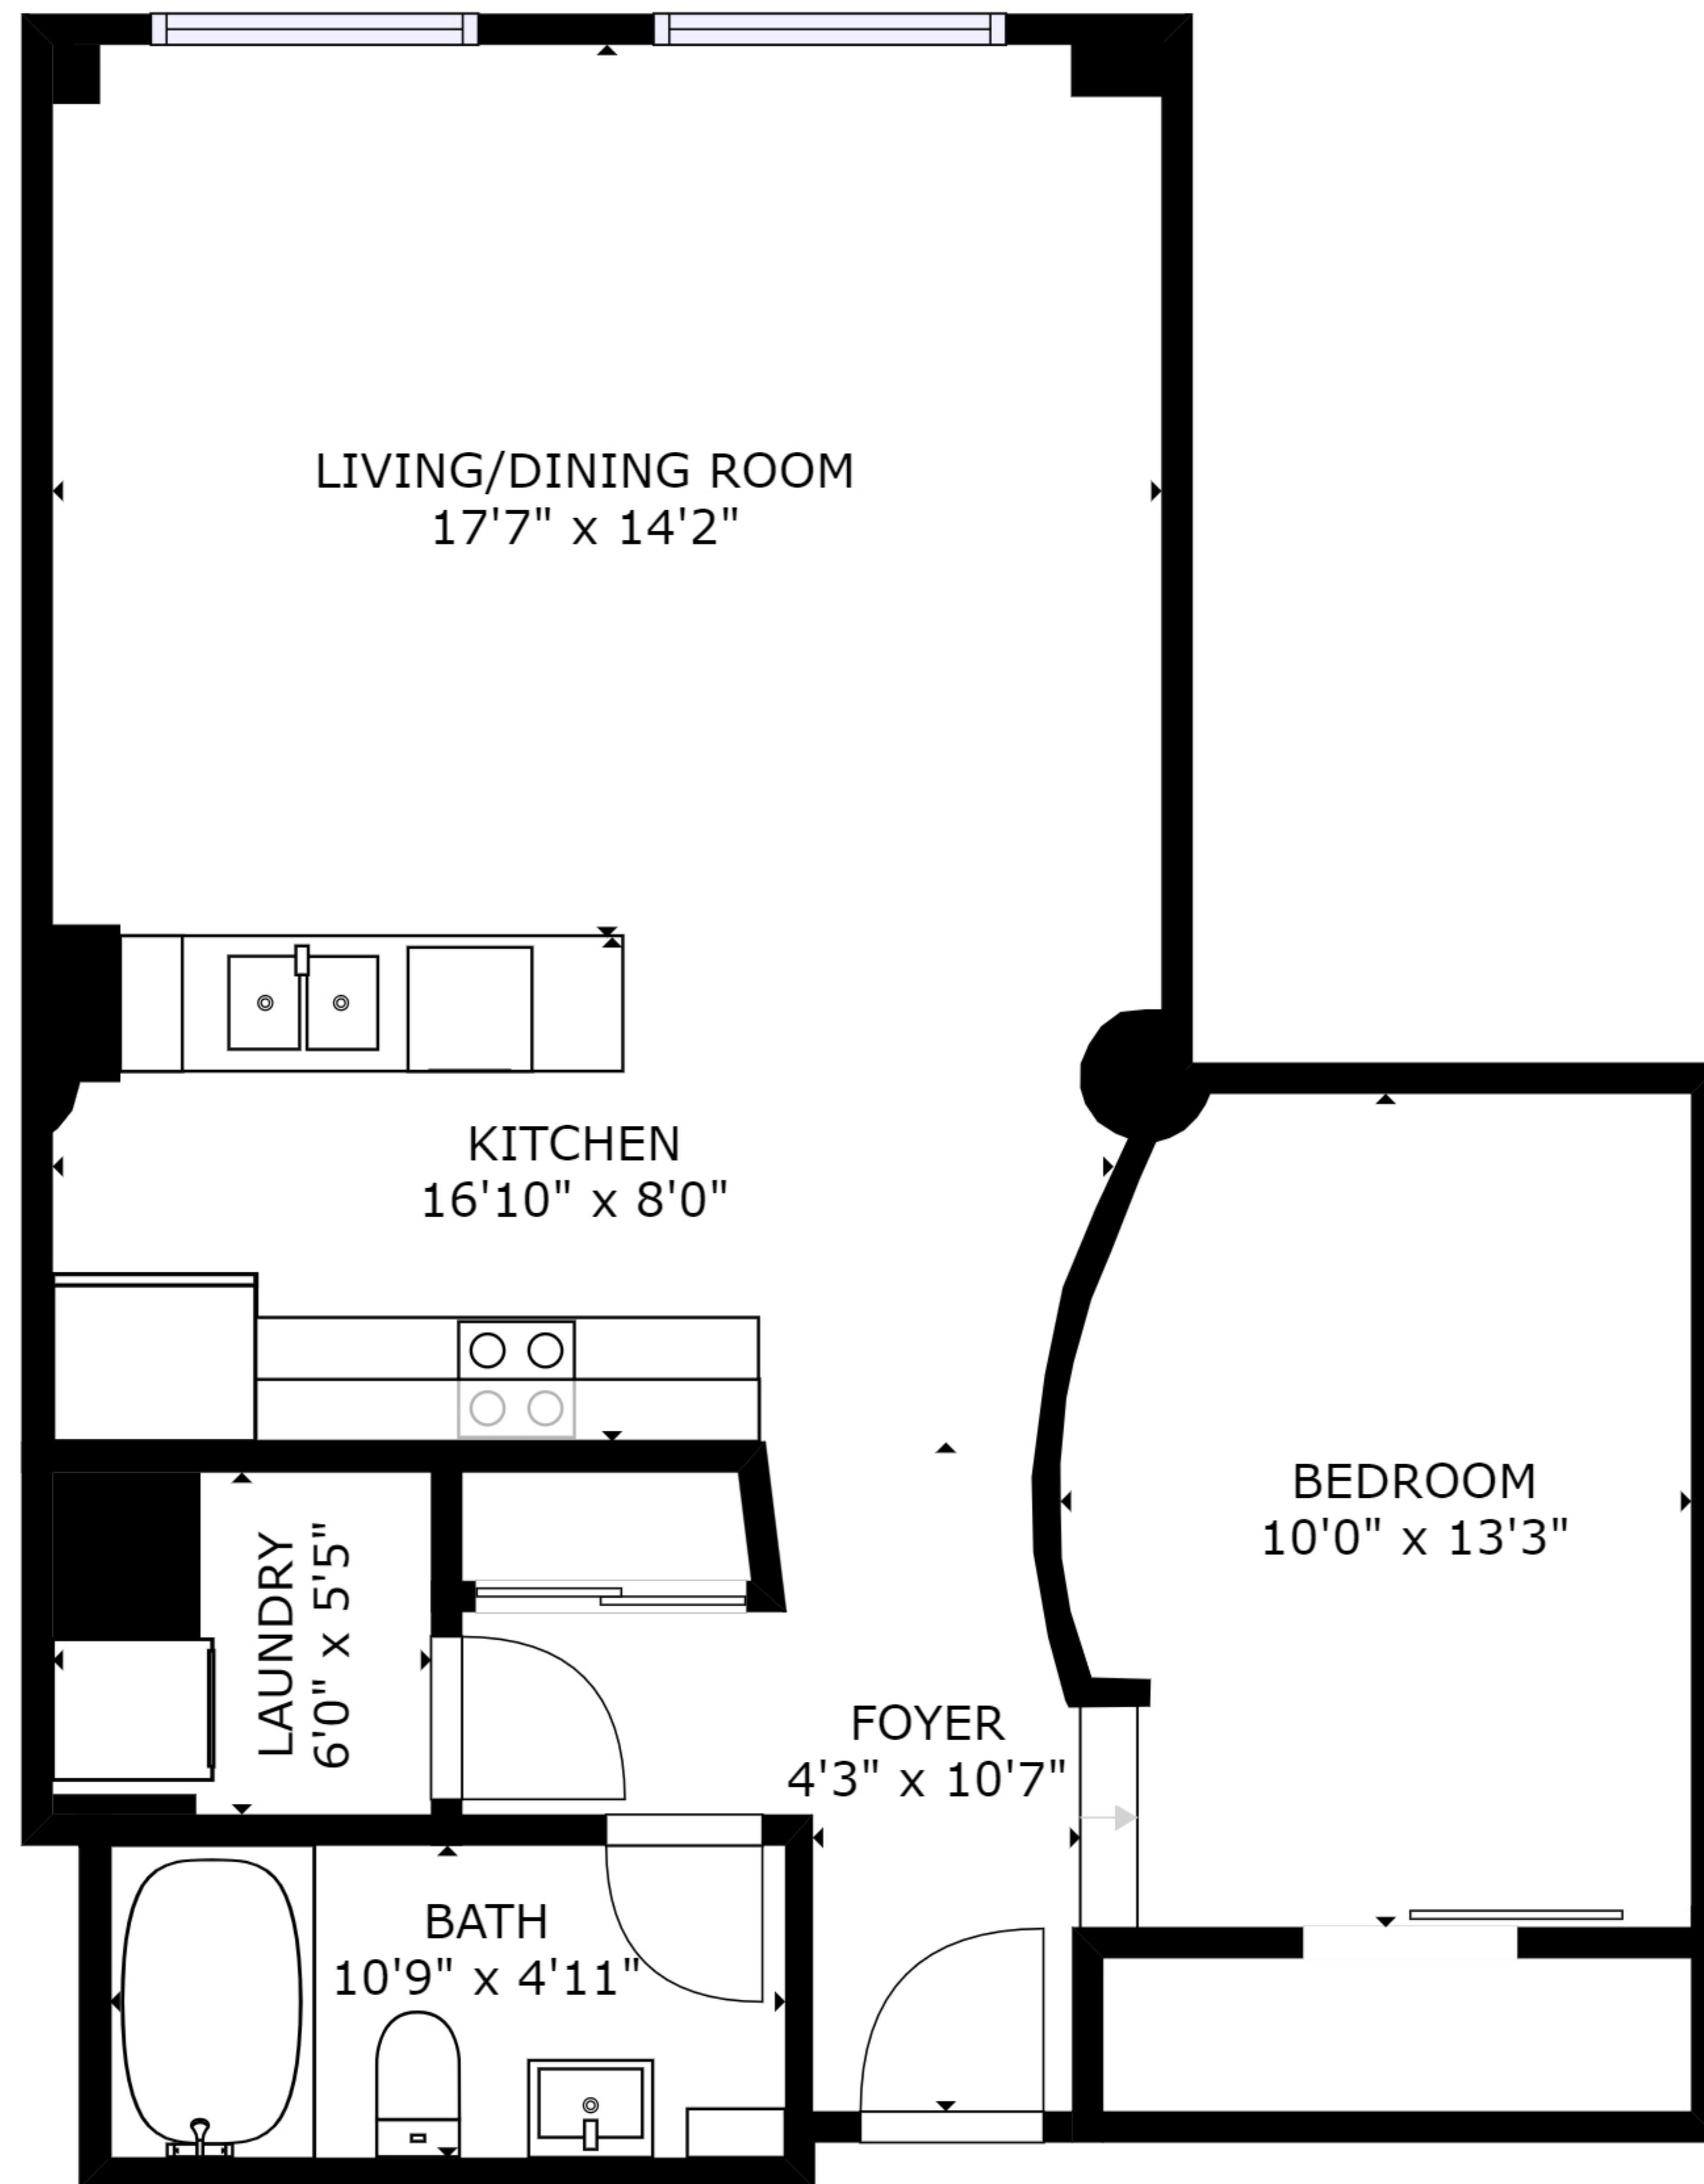 LIVING/DINING ROOM
17'7" x 14'2"
KITCHEN
16'10" x 8'0"
BEDROOM
10'0" x 13'3"
LAUNDRY
6'0" x 5'5"
FOYER
4'3" x 10'7"
BATH
10'9" x 4'11"